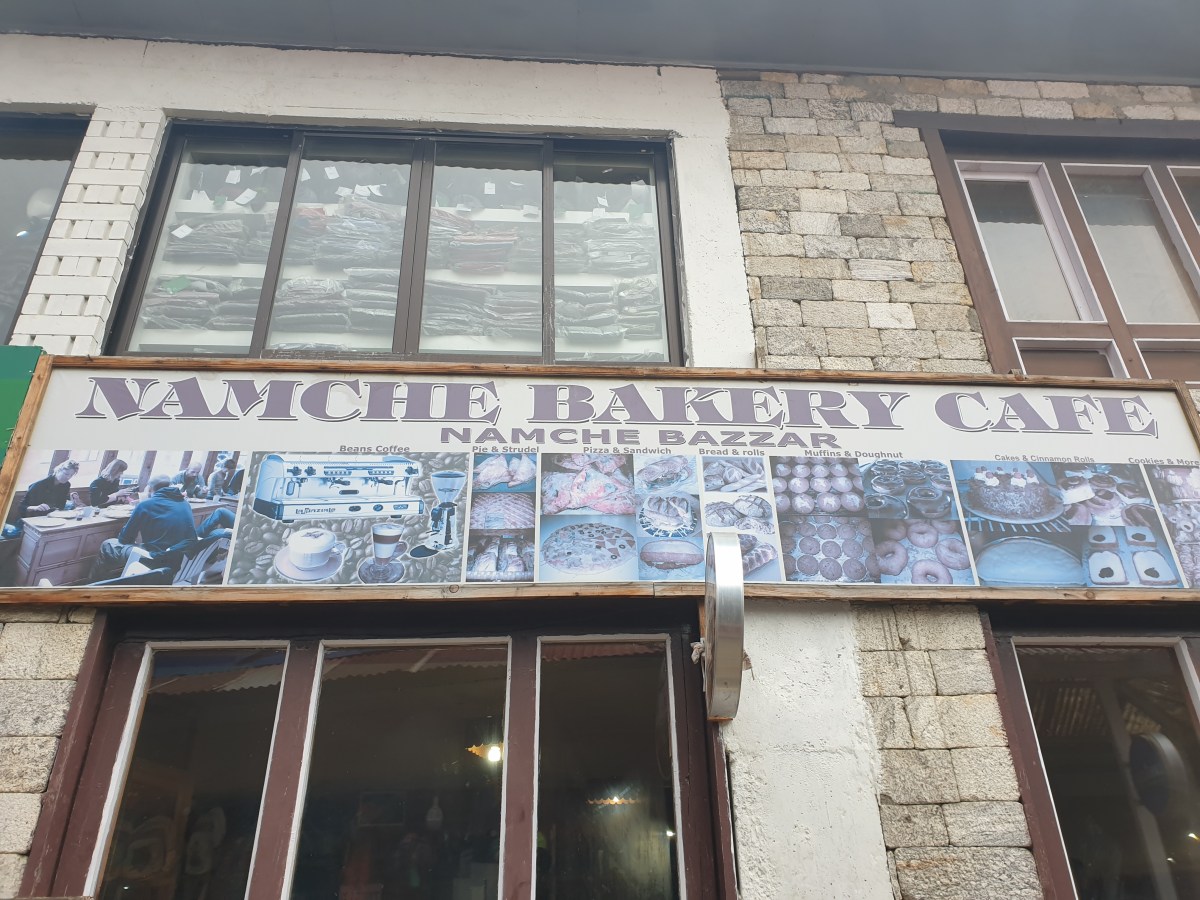 NAMCHE BAKERY CAFE
NAMCHE BAZZAR
Beans Coffee Pie & Strudel Pizza & Sandwich Bread & rolls Muffins & Doughnut Cakes & Cinnamon Rolls Cookies & More